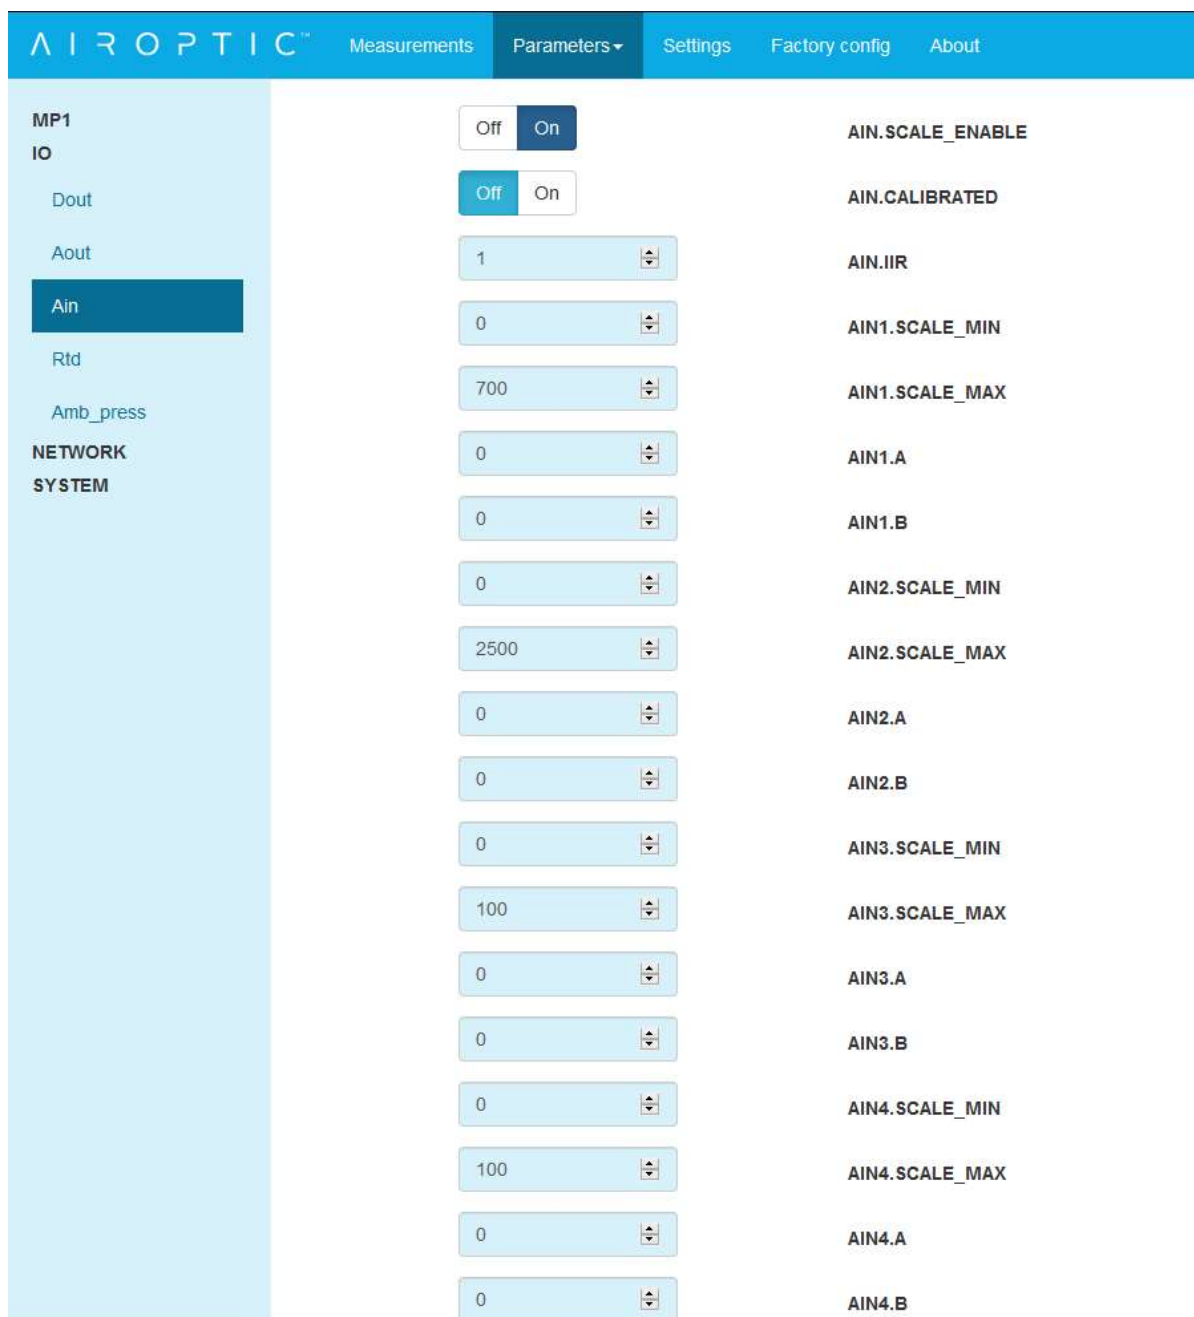 AIROPTIC™ Measurements Parameters Settings Factory config About
MP1
IO
Dout
Aout
Ain
Rtd
Amb_press
NETWORK
SYSTEM
Off On AIN.SCALE_ENABLE
Off On AIN.CALIBRATED
1 AIN.IIR
0 AIN1.SCALE_MIN
700 AIN1.SCALE_MAX
0 AIN1.A
0 AIN1.B
0 AIN2.SCALE_MIN
2500 AIN2.SCALE_MAX
0 AIN2.A
0 AIN2.B
0 AIN3.SCALE_MIN
100 AIN3.SCALE_MAX
0 AIN3.A
0 AIN3.B
0 AIN4.SCALE_MIN
100 AIN4.SCALE_MAX
0 AIN4.A
0 AIN4.B